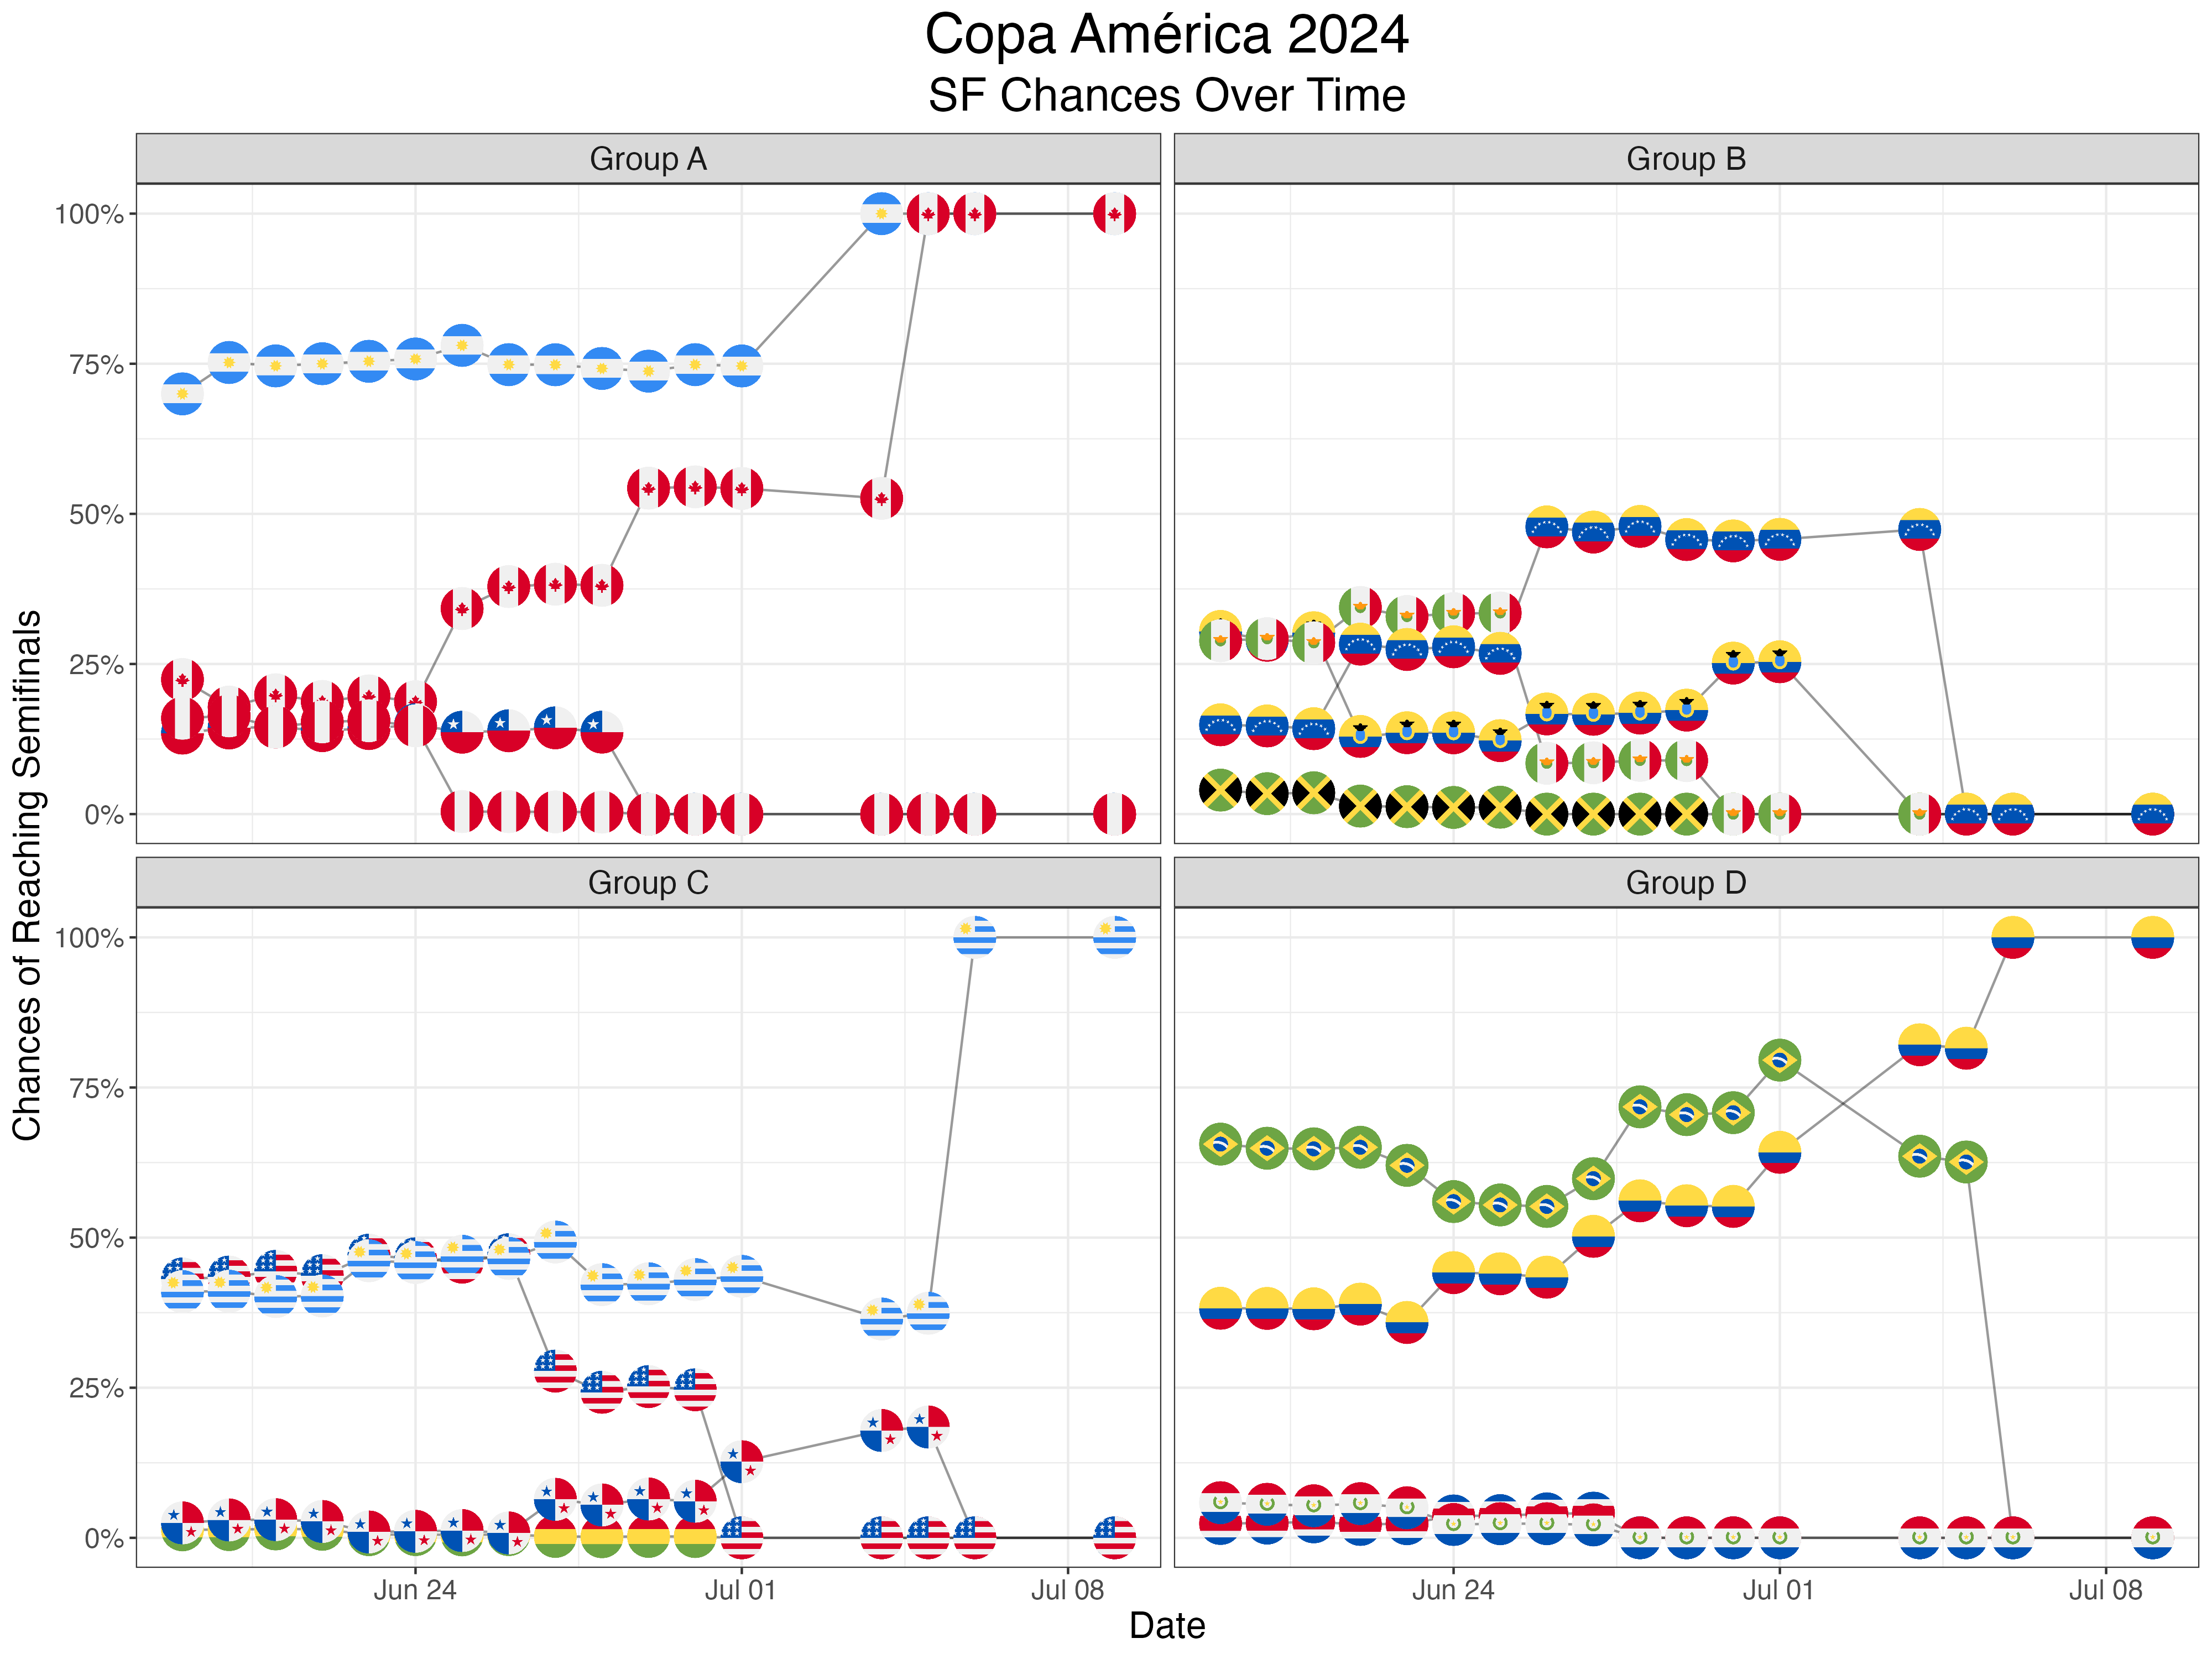 Copa América 2024
SF Chances Over Time
Group A
Group B
100%
75%
50%
25%
0%
Group C
Group D
100%
75%
50%
25%
0%
Jun 24
Jul 01
Jul 08
Jun 24
Jul 01
Jul 08
Date
Chances of Reaching Semifinals